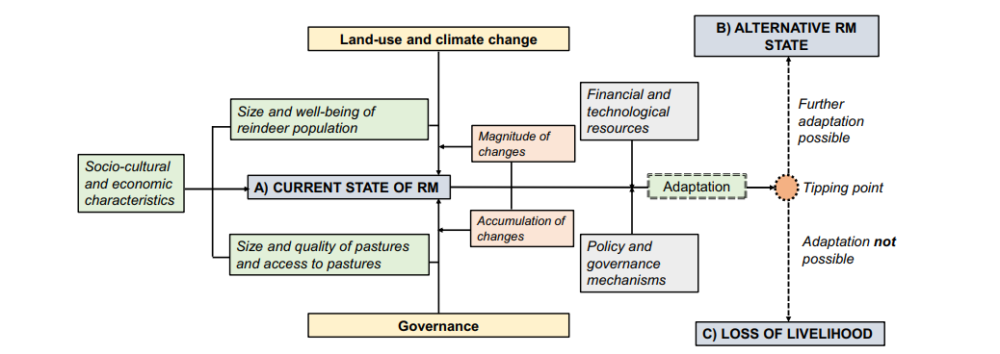 Land-use and climate change
B) ALTERNATIVE RM
STATE
Size and well-being of
reindeer population
Financial and
technological
resources
Further
adaptation
possible
Magnitude of
changes
Socio-cultural
and economic
characteristics
A) CURRENT STATE OF RM
Adaptation
Tipping point
Accumulation of
changes
Size and quality of pastures
and access to pastures
Policy and
governance
mechanisms
Adaptation not
possible
Governance
C) LOSS OF LIVELIHOOD